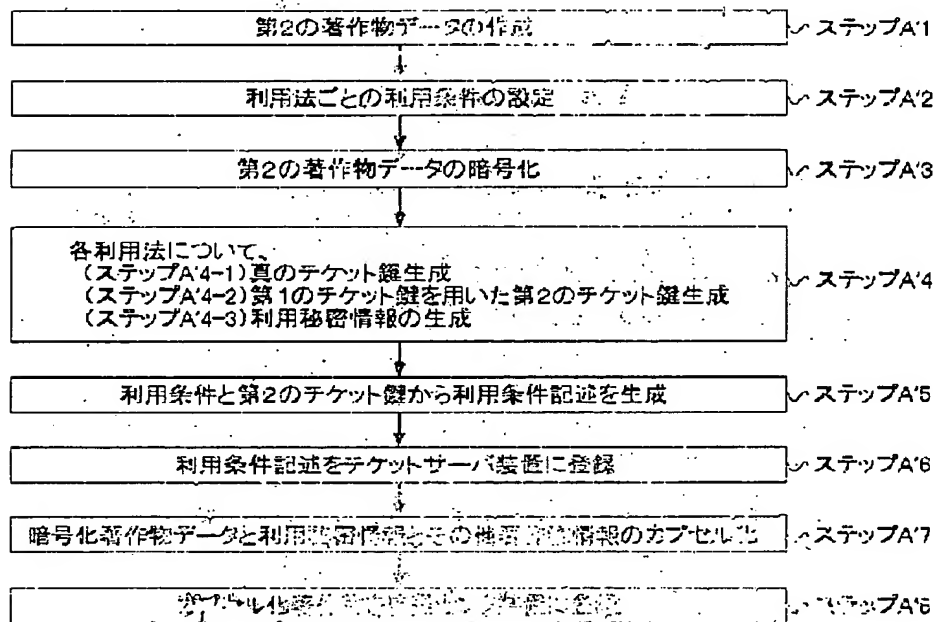 第2の著作物データの作成
ステップA'1
利用法ごとの利用条件の設定
ステップA'2
第2の著作物データの暗号化
ステップA'3
各利用法について、
(ステップA'4-1)真のチケット鍵生成
(ステップA'4-2)第1のチケット鍵を用いた第2のチケット鍵生成
(ステップA'4-3)利用秘密情報の生成
ステップA'4
利用条件と第2のチケット鍵から利用条件記述を生成
ステップA'5
利用条件記述をチケットサーバ装置に登録
ステップA'6
暗号化著作物データと利用秘密情報とその他 情報のカプセル化
ステップA'7
に登録